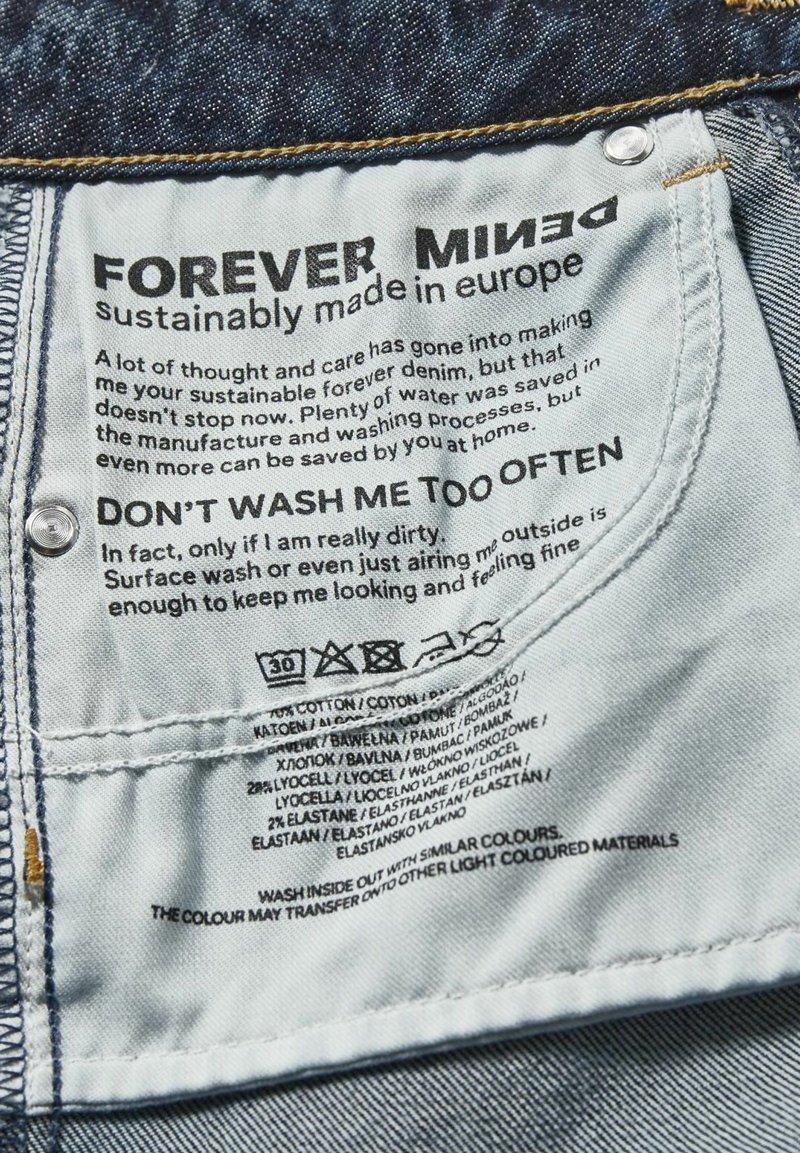 FOREVER MINED
sustainably made in europe
A lot of thought and care has gone into making
me your sustainable forever denim, but that
doesn't stop now. Plenty of water was saved in
the manufacture and washing processes, but
even more can be saved by you at home.
DON'T WASH ME TOO OFTEN
In fact, only if I am really dirty.
Surface wash or even just airing me outside is
enough to keep me looking and feeling fine
30
70% COTTON / COTON /
KATOEN / COTONE / ALGODÃO /
BAVLNA / BAWEŁNA / PAMUT / BOMBAŽ /
ХЛОПОК / BAVLNA / BUMBAC / PAMUK
28% LYOCELL / LYOCEL / WŁÓKNO WISKOZOWE /
LYOCELLA / LIOCELNO VLAKNO / LIOCEL
2% ELASTANE / ELASTHANNE / ELASTHAN /
ELASTAAN / ELASTANO / ELASTAN / ELASZTÁN /
ELASTANSKO VLAKNO
WASH INSIDE OUT WITH SIMILAR COLOURS.
THE COLOUR MAY TRANSFER ONTO OTHER LIGHT COLOURED MATERIALS